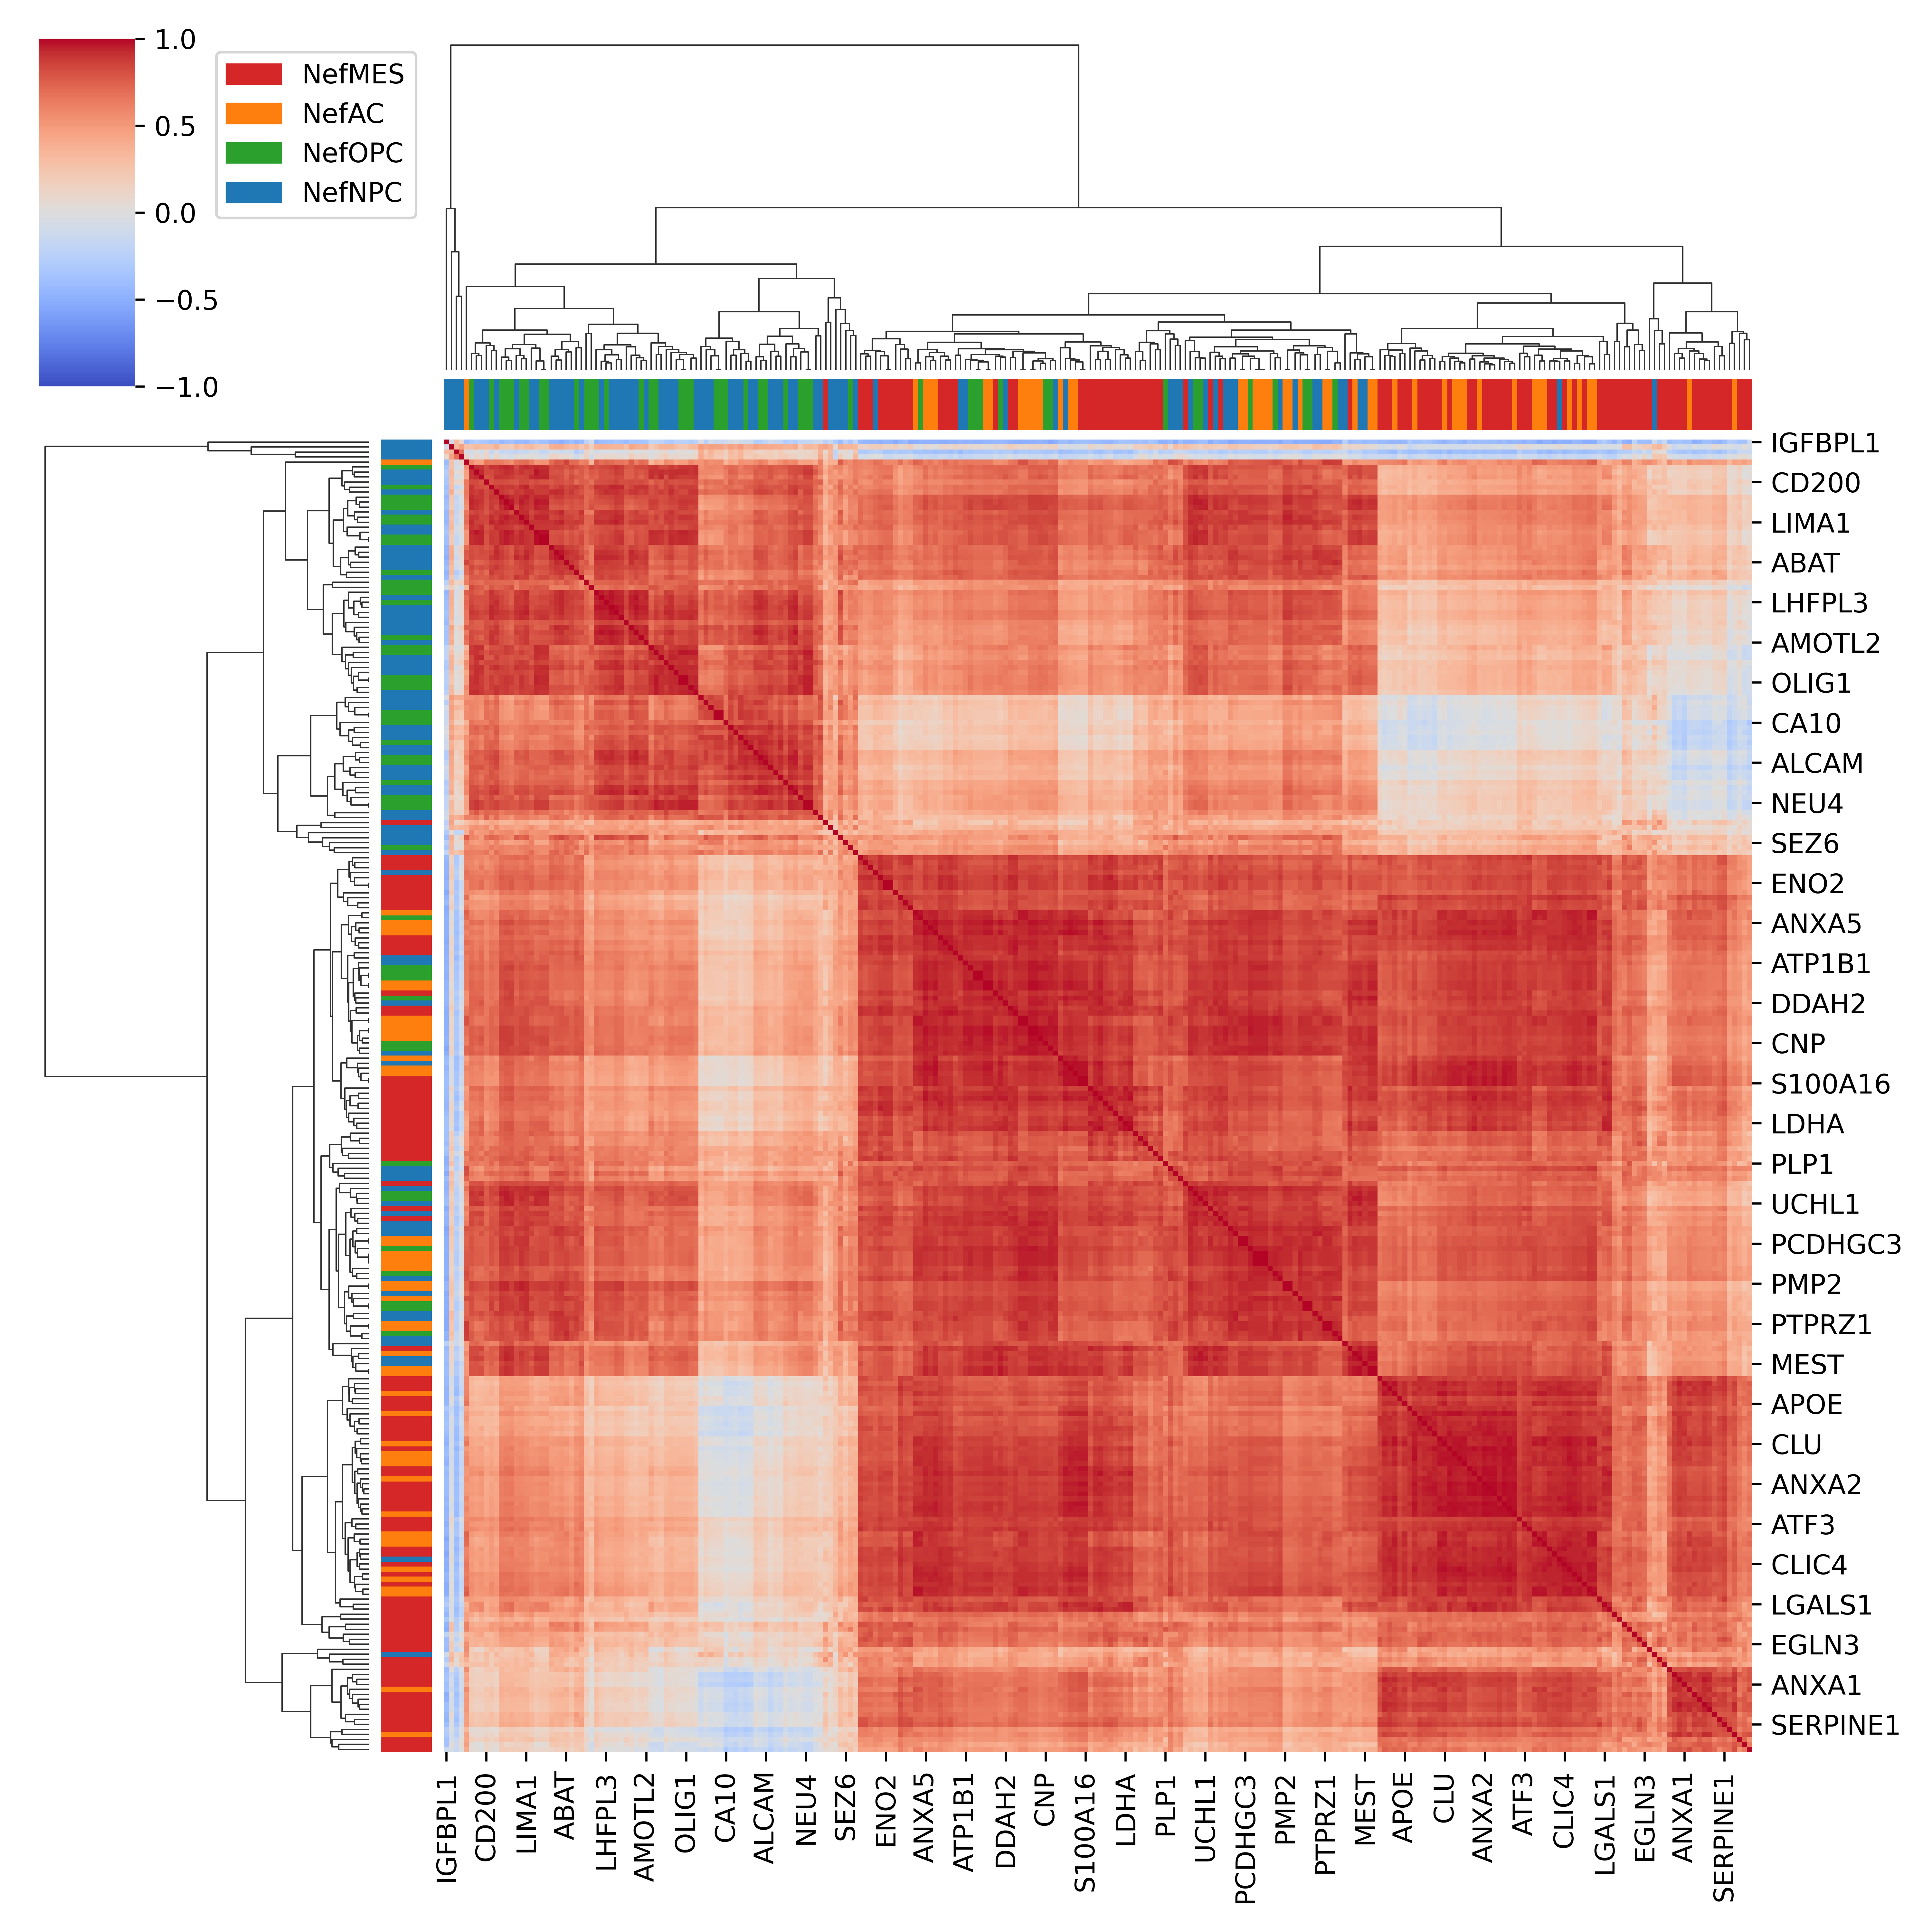 1.0
0.5
0.0
−0.5
−1.0
NefMES
NefAC
NefOPC
NefNPC
IGFBPL1
CD200
LIMA1
ABAT
LHFPL3
AMOTL2
OLIG1
CA10
ALCAM
NEU4
SEZ6
ENO2
ANXA5
ATP1B1
DDAH2
CNP
S100A16
LDHA
PLP1
UCHL1
PCDHGC3
PMP2
PTPRZ1
MEST
APOE
CLU
ANXA2
ATF3
CLIC4
LGALS1
EGLN3
ANXA1
SERPINE1
IGFBPL1
CD200
LIMA1
ABAT
LHFPL3
AMOTL2
OLIG1
CA10
ALCAM
NEU4
SEZ6
ENO2
ANXA5
ATP1B1
DDAH2
CNP
S100A16
LDHA
PLP1
UCHL1
PCDHGC3
PMP2
PTPRZ1
MEST
APOE
CLU
ANXA2
ATF3
CLIC4
LGALS1
EGLN3
ANXA1
SERPINE1